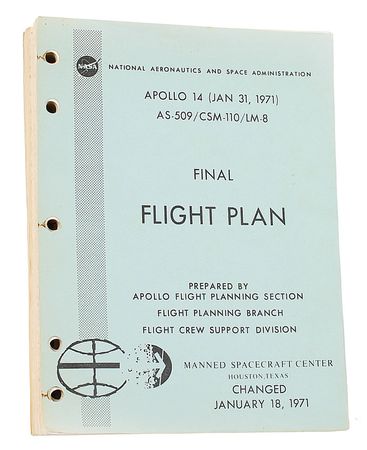 NASA
NATIONAL AERONAUTICS AND SPACE ADMINISTRATION
APOLLO 14 (JAN 31, 1971)
AS-509/CSM-110/LM-8
FINAL
FLIGHT PLAN
PREPARED BY
APOLLO FLIGHT PLANNING SECTION
FLIGHT PLANNING BRANCH
FLIGHT CREW SUPPORT DIVISION
MANNED SPACECRAFT CENTER
HOUSTON,TEXAS
CHANGED
JANUARY 18, 1971